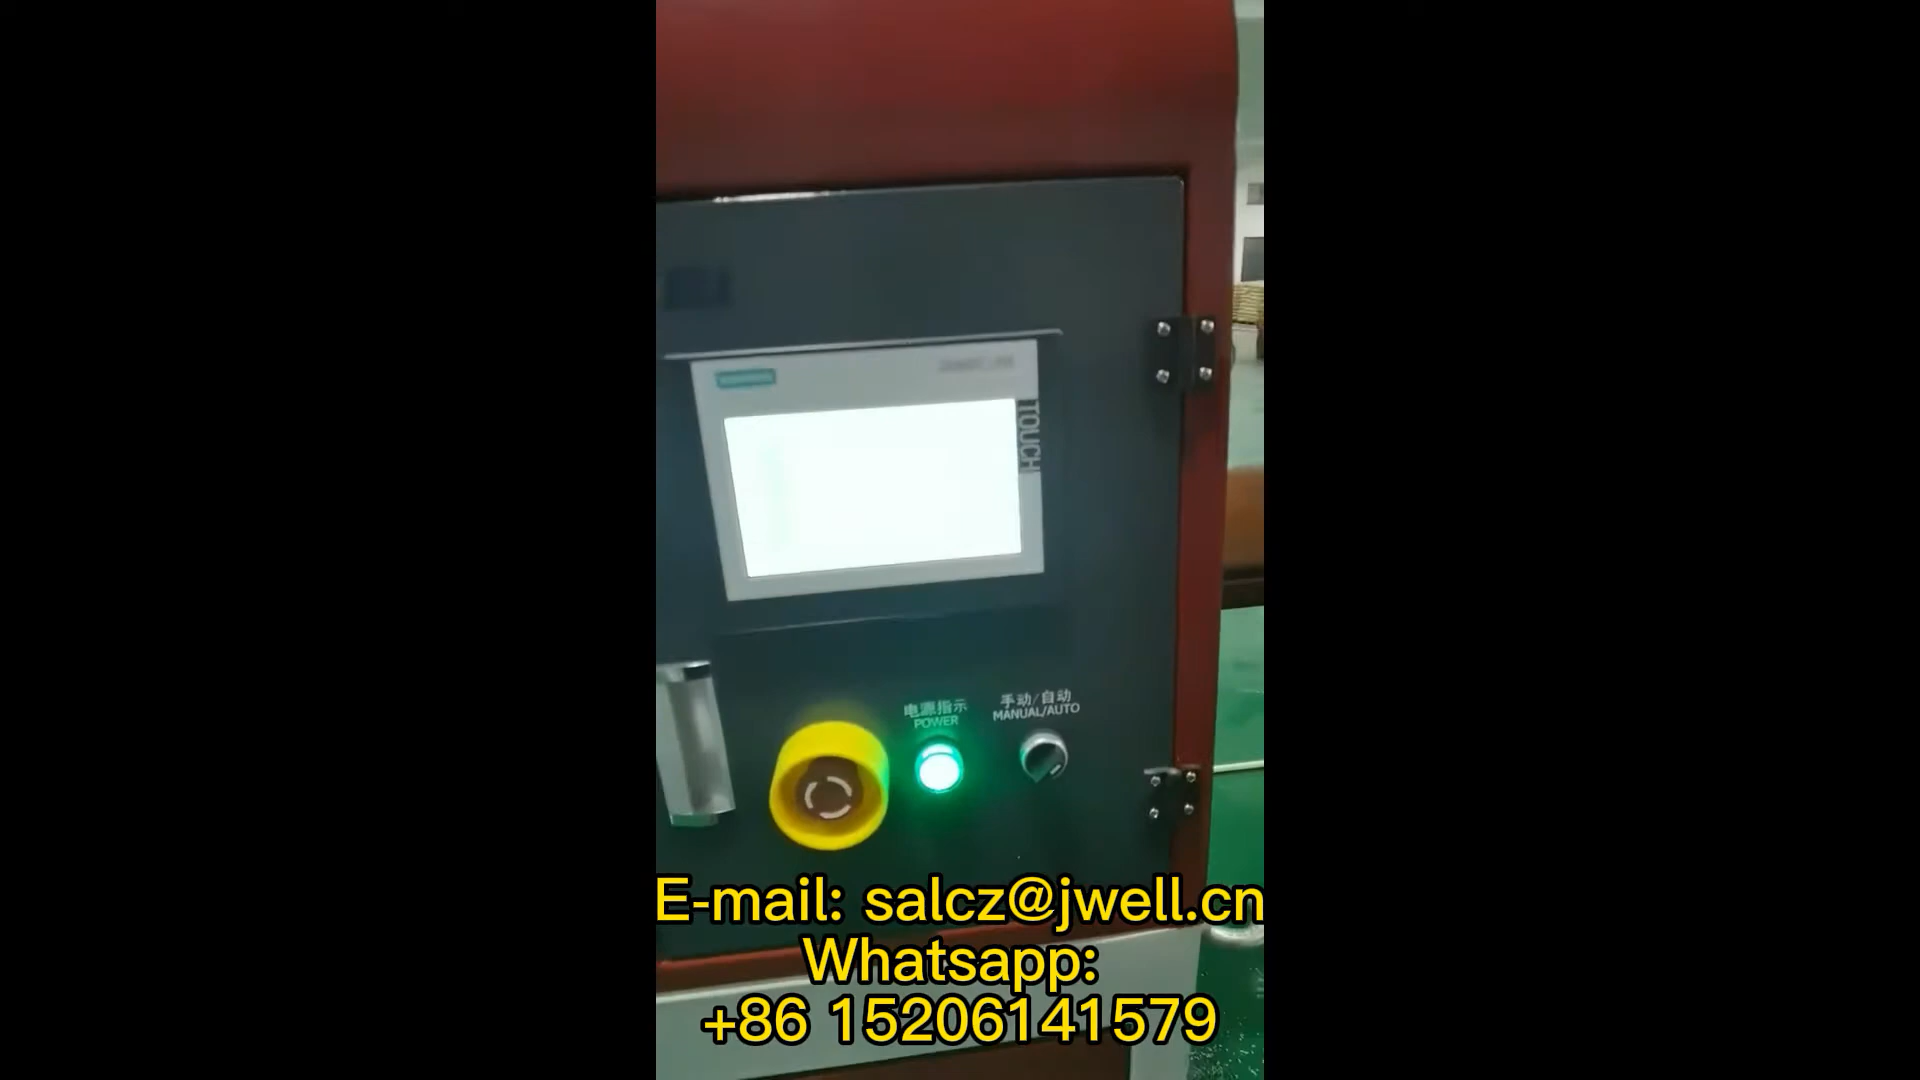 TOUCH
电源指示
POWER
手动/自动
MANUAL/AUTO
E-mail: salcz@jwell.cn
Whatsapp:
+86 15206141579